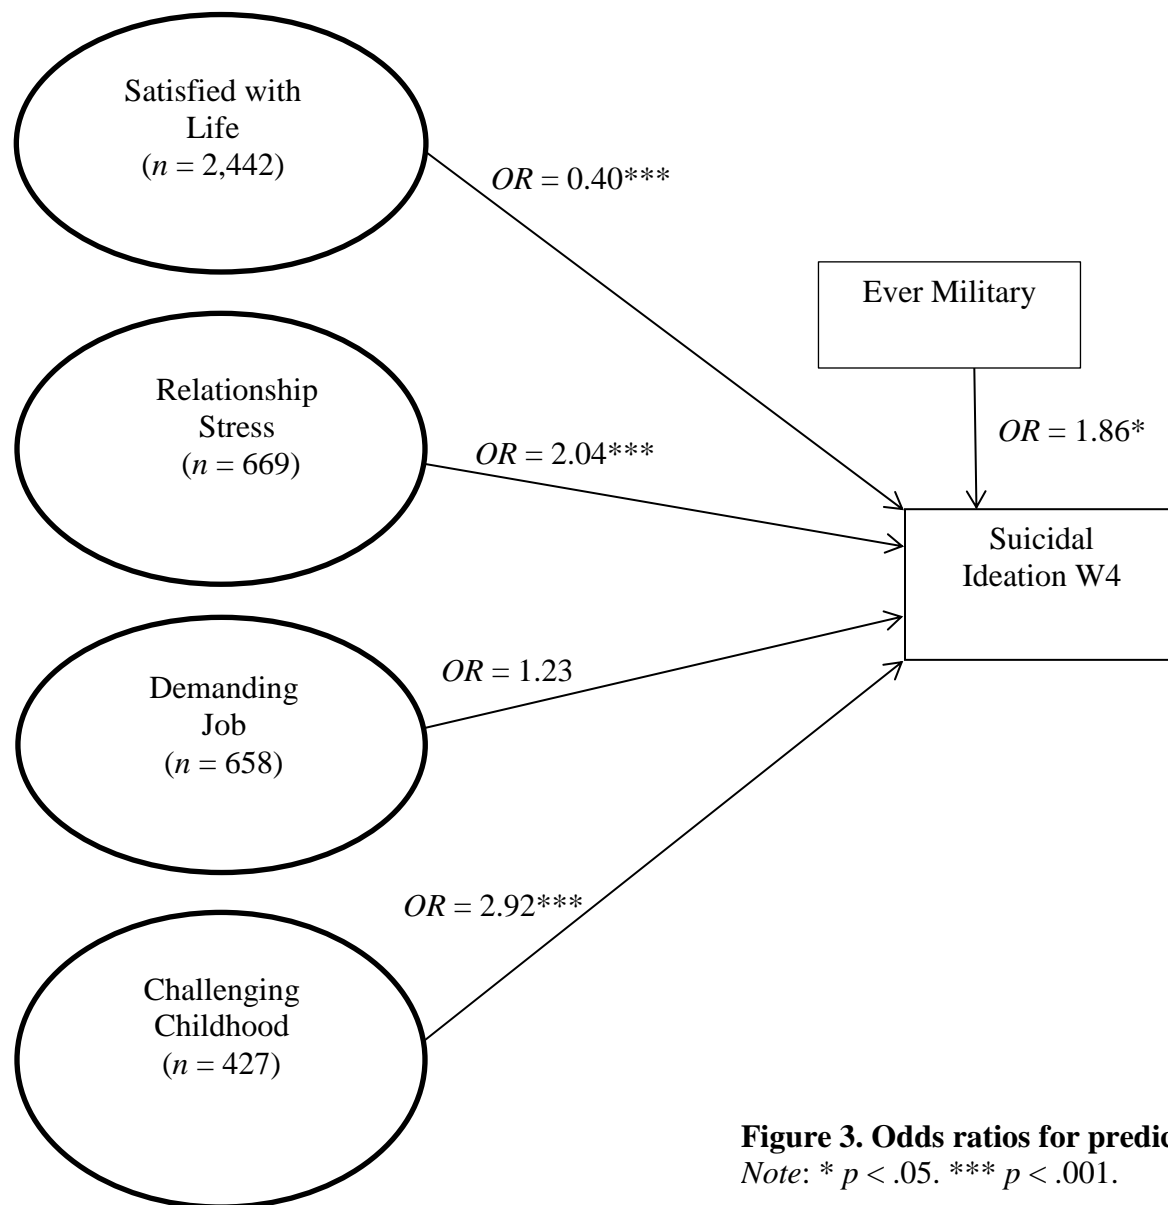 Satisfied with
Life
(n = 2,442)
OR = 0.40***
Ever Military
OR = 1.86*
Relationship
Stress
(n = 669)
OR = 2.04***
Suicidal
Ideation W4
Demanding
Job
(n = 658)
OR = 1.23
Challenging
Childhood
(n = 427)
OR = 2.92***
Figure 3. Odds ratios for
Note: * p < .05. *** p < .001.